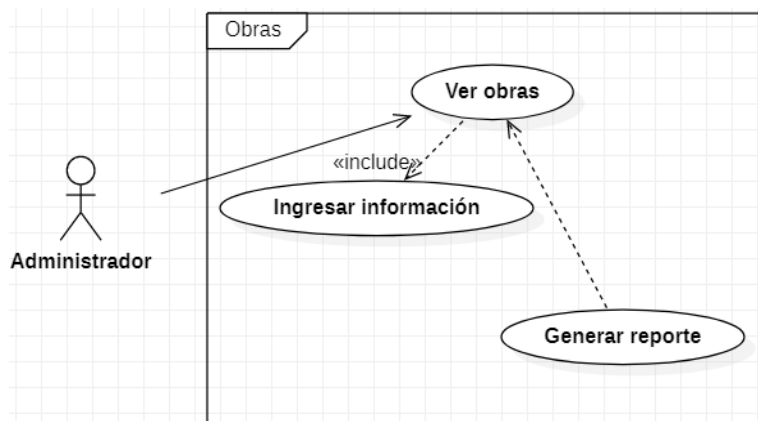 Obras
Ver obras
«include»
Ingresar información
Administrador
Generar reporte